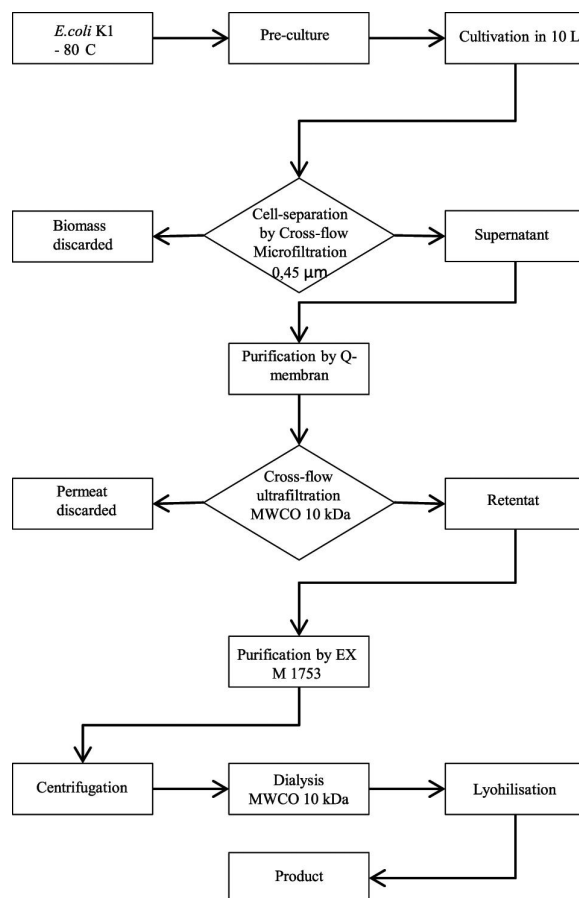 E.coli K1
- 80 C
Pre-culture
Cultivation in 10 L
Cell-separation
by Cross-flow
Microfiltration
0,45 μm
Biomass
discarded
Supernatant
Purification by Q-
membran
Cross-flow
ultrafiltration
MWCO 10 kDa
Permeat
discarded
Retentat
Purification by EX
M 1753
Centrifugation
Dialysis
MWCO 10 kDa
Lyohilisation
Product